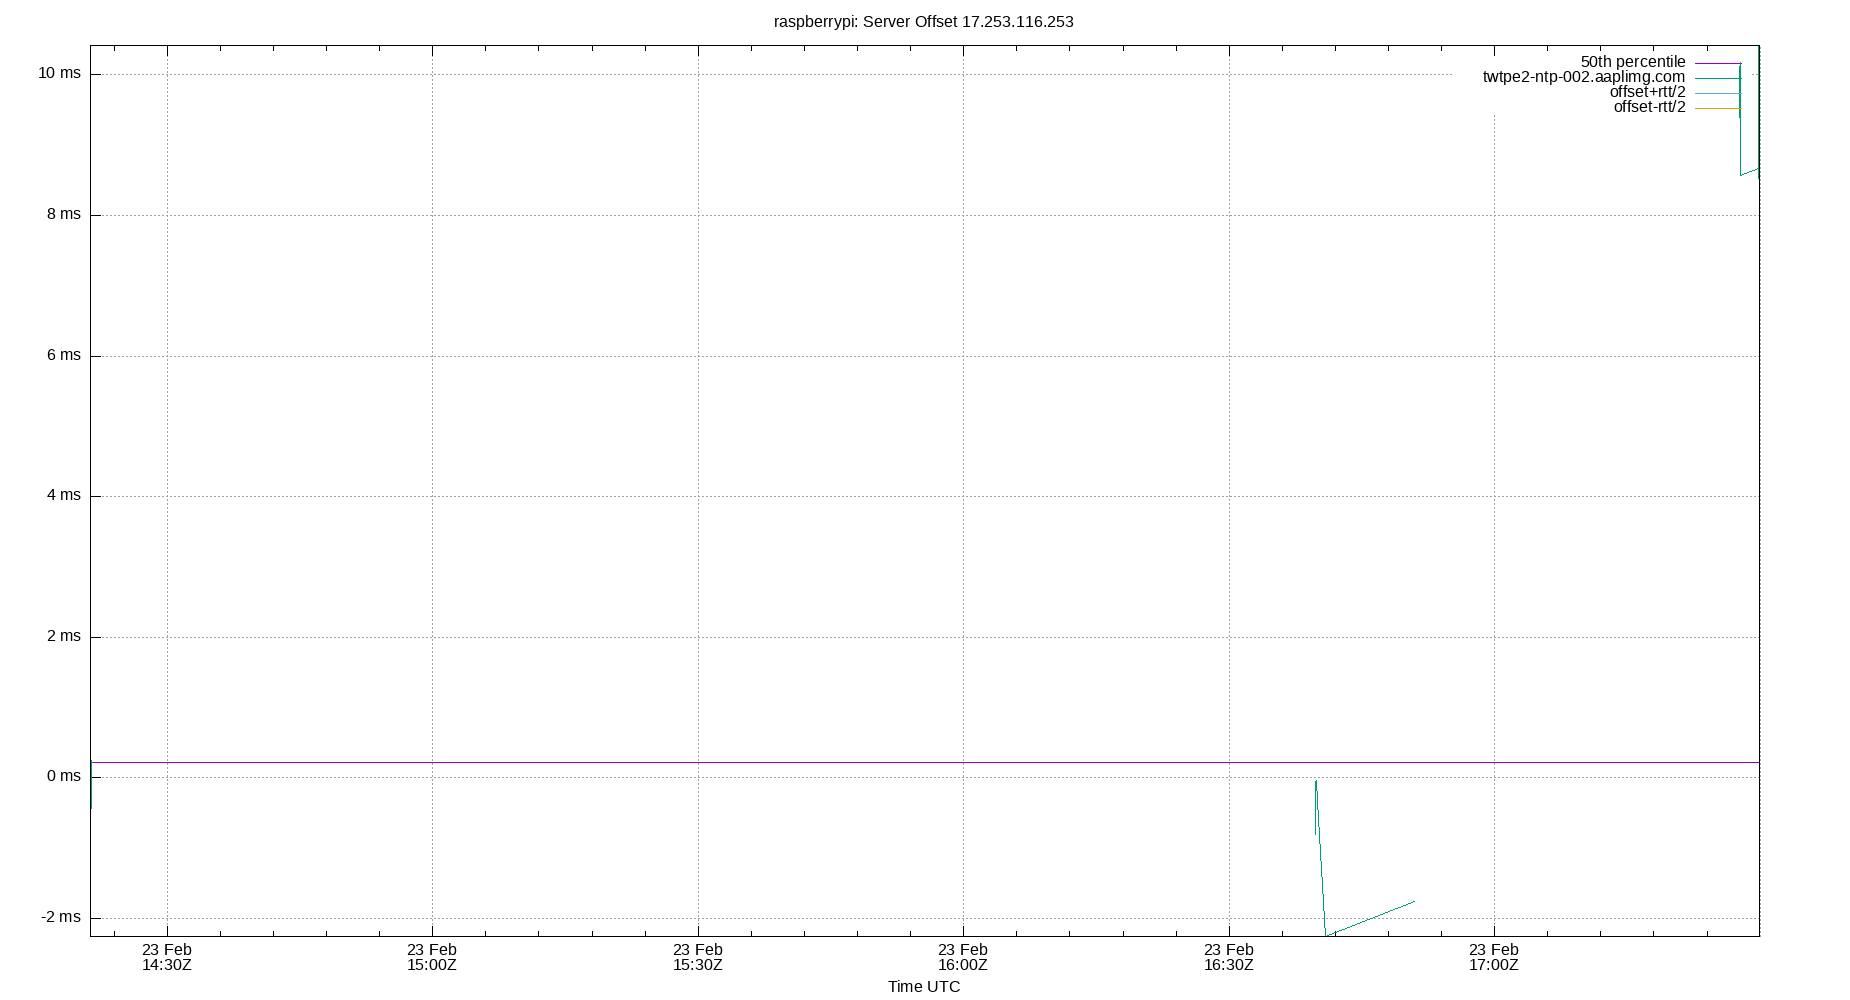 raspberrypi: Server Offset 17.253.116.253
10 ms
8 ms
6 ms
4 ms
2 ms
0 ms
-2 ms
50th percentile
twtpe2-ntp-002.aaplimg.com
offset+rtt/2
offset-rtt/2
23 Feb 23 Feb 23 Feb 23 Feb 23 Feb 23 Feb
14:30Z 15:00Z 15:30Z 16:00Z 16:30Z 17:00Z
Time UTC